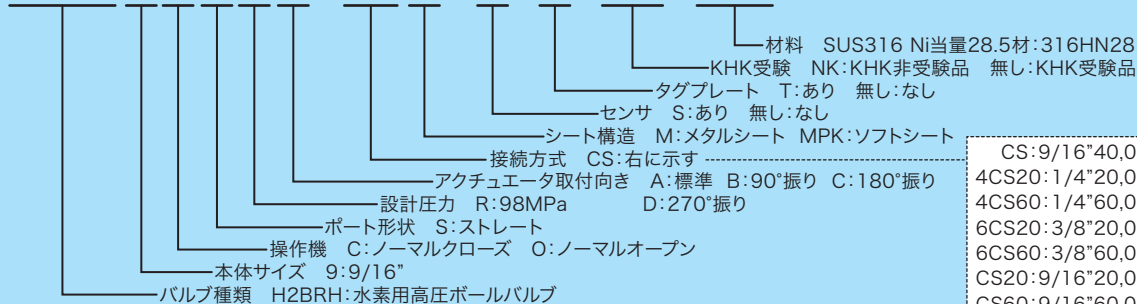 材料 SUS316 Ni当量28.5材:316HN28
KHK受験 NK:KHK非受験品 無し:KHK受験品
タグプレート T:あり 無し:なし
センサ S:あり 無し:なし
シート構造 M:メタルシート MPK:ソフトシート
接続方式 CS:右に示す
アクチュエータ取付向き A:標準 B:90°振り C:180°振り
設計圧力 R:98MPa D:270°振り
ポート形状 S:ストレート
操作機 C:ノーマルクローズ O:ノーマルオープン
本体サイズ 9:9/16"
バルブ種類 H2BRH:水素用高圧ボールバルブ
CS:9/16"40,0
4CS20:1/4"20,0
4CS60:1/4"60,0
6CS20:3/8"20,0
6CS60:3/8"60,0
CS20:9/16"20,0
CS60:9/16"60,0